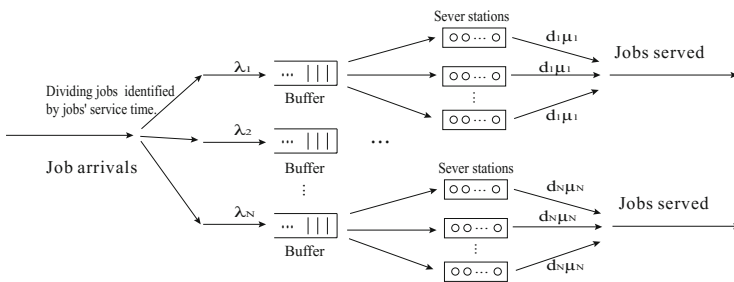 Sever stations
d₁μ₁
Jobs served
λ₁
...
Dividing jobs identified
by jobs' service time.
Buffer
d₁μ₁
⋮
d₁μ₁
λ₂
...
...
Job arrivals
Buffer
⋮
Sever stations
dNμN
Jobs served
λN
...
dNμN
Buffer
⋮
dNμN